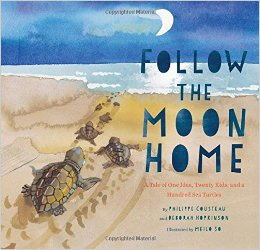 FOLLOW
THE
MOON
HOME
A Tale of One Idea, Twenty Kids, and a
Hundred Sea Turtles
By PHILIPPE COUSTEAU
AND DEBORAH HOPKINSON
Illustrated by MEILO SO